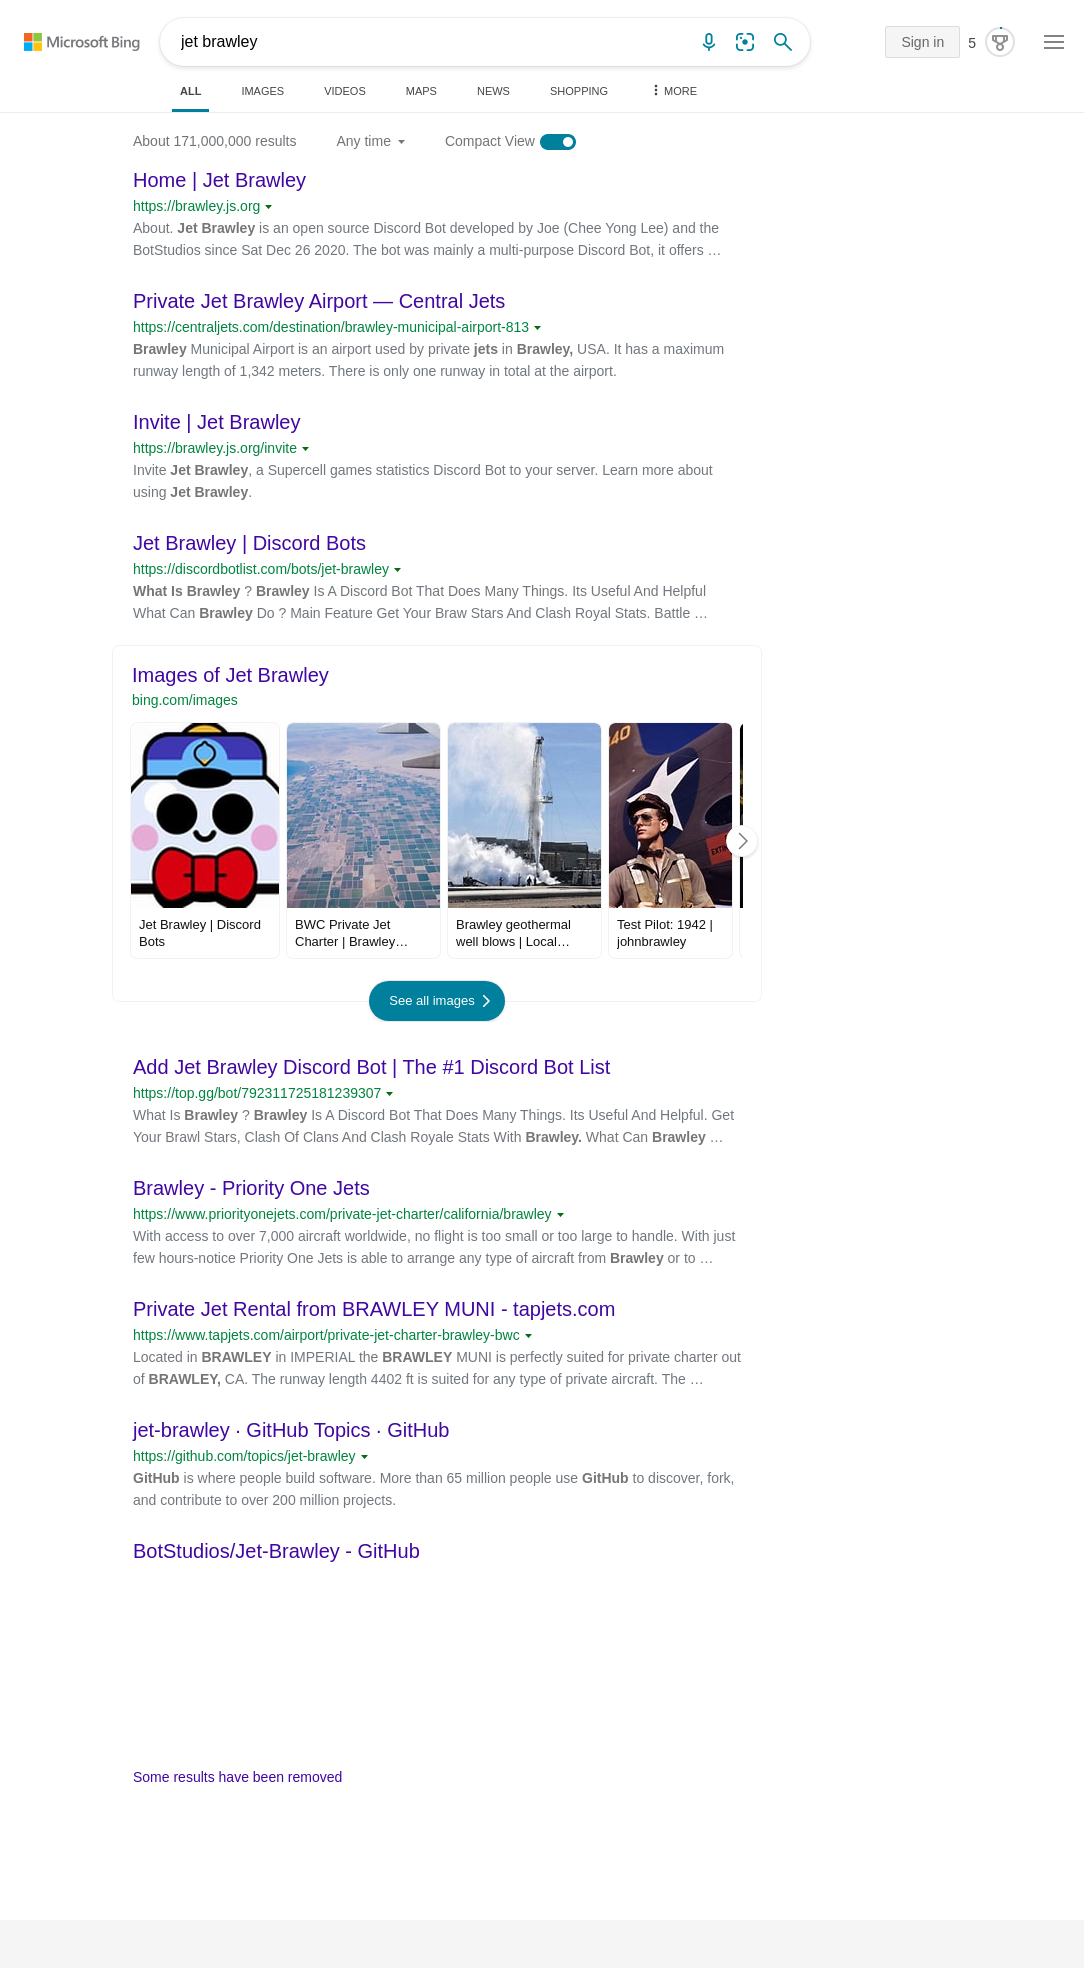 Microsoft Bing
jet brawley
Sign in
5
ALL
IMAGES
VIDEOS
MAPS
NEWS
SHOPPING
MORE
About 171,000,000 results
Any time
Compact View
Home | Jet Brawley
https://brawley.js.org
About. Jet Brawley is an open source Discord Bot developed by Joe (Chee Yong Lee) and the
BotStudios since Sat Dec 26 2020. The bot was mainly a multi-purpose Discord Bot, it offers …
Private Jet Brawley Airport — Central Jets
https://centraljets.com/destination/brawley-municipal-airport-813
Brawley Municipal Airport is an airport used by private jets in Brawley, USA. It has a maximum
runway length of 1,342 meters. There is only one runway in total at the airport.
Invite | Jet Brawley
https://brawley.js.org/invite
Invite Jet Brawley, a Supercell games statistics Discord Bot to your server. Learn more about
using Jet Brawley.
Jet Brawley | Discord Bots
https://discordbotlist.com/bots/jet-brawley
What Is Brawley ? Brawley Is A Discord Bot That Does Many Things. Its Useful And Helpful
What Can Brawley Do ? Main Feature Get Your Braw Stars And Clash Royal Stats. Battle …
Images of Jet Brawley
bing.com/images
40
EXTI
Jet Brawley | Discord
Bots
BWC Private Jet
Charter | Brawley…
Brawley geothermal
well blows | Local…
Test Pilot: 1942 |
johnbrawley
See all images
Add Jet Brawley Discord Bot | The #1 Discord Bot List
https://top.gg/bot/792311725181239307
What Is Brawley ? Brawley Is A Discord Bot That Does Many Things. Its Useful And Helpful. Get
Your Brawl Stars, Clash Of Clans And Clash Royale Stats With Brawley. What Can Brawley …
Brawley - Priority One Jets
https://www.priorityonejets.com/private-jet-charter/california/brawley
With access to over 7,000 aircraft worldwide, no flight is too small or too large to handle. With just
few hours-notice Priority One Jets is able to arrange any type of aircraft from Brawley or to …
Private Jet Rental from BRAWLEY MUNI - tapjets.com
https://www.tapjets.com/airport/private-jet-charter-brawley-bwc
Located in BRAWLEY in IMPERIAL the BRAWLEY MUNI is perfectly suited for private charter out
of BRAWLEY, CA. The runway length 4402 ft is suited for any type of private aircraft. The …
jet-brawley · GitHub Topics · GitHub
https://github.com/topics/jet-brawley
GitHub is where people build software. More than 65 million people use GitHub to discover, fork,
and contribute to over 200 million projects.
BotStudios/Jet-Brawley - GitHub
Some results have been removed